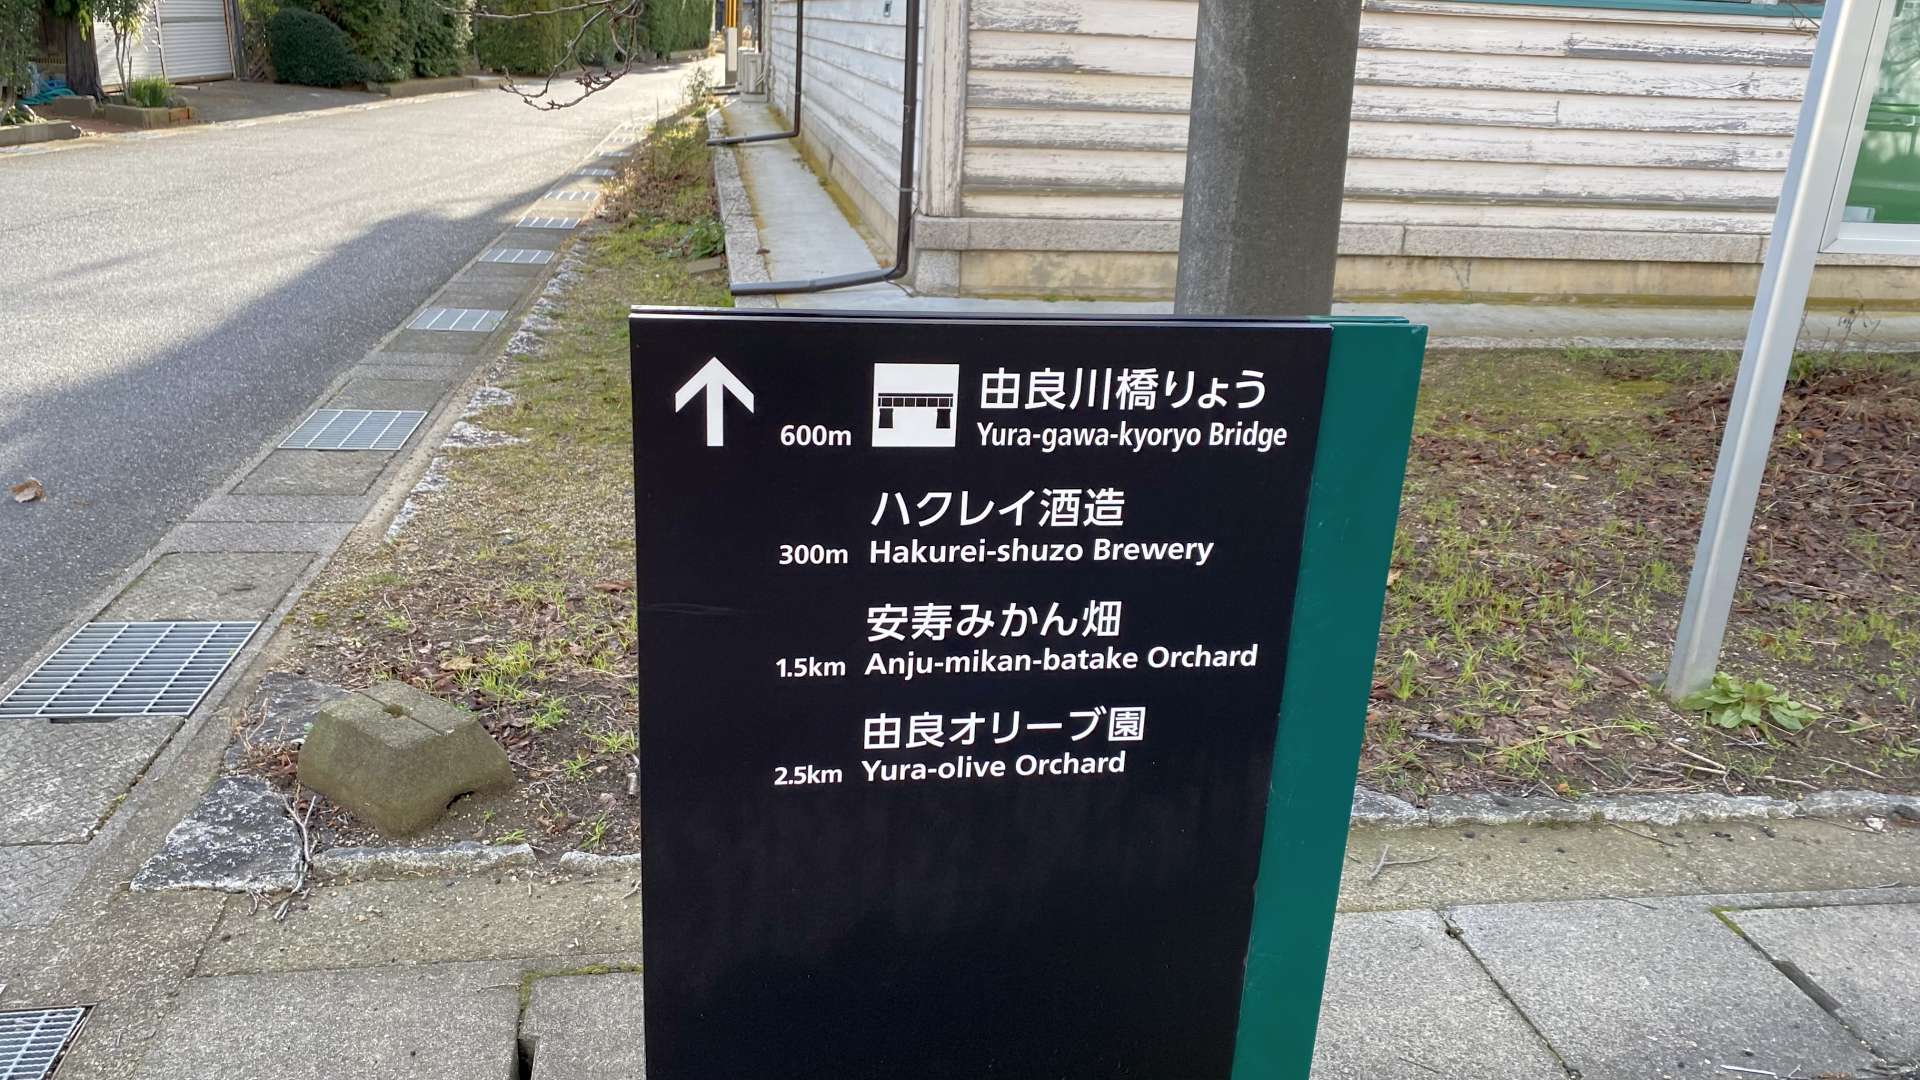 由良川橋りょう
600m Yura-gawa-kyoryo Bridge
ハクレイ酒造
300m Hakurei-shuzo Brewery
安寿みかん畑
1.5km Anju-mikan-batake Orchard
由良オリーブ園
2.5km Yura-olive Orchard